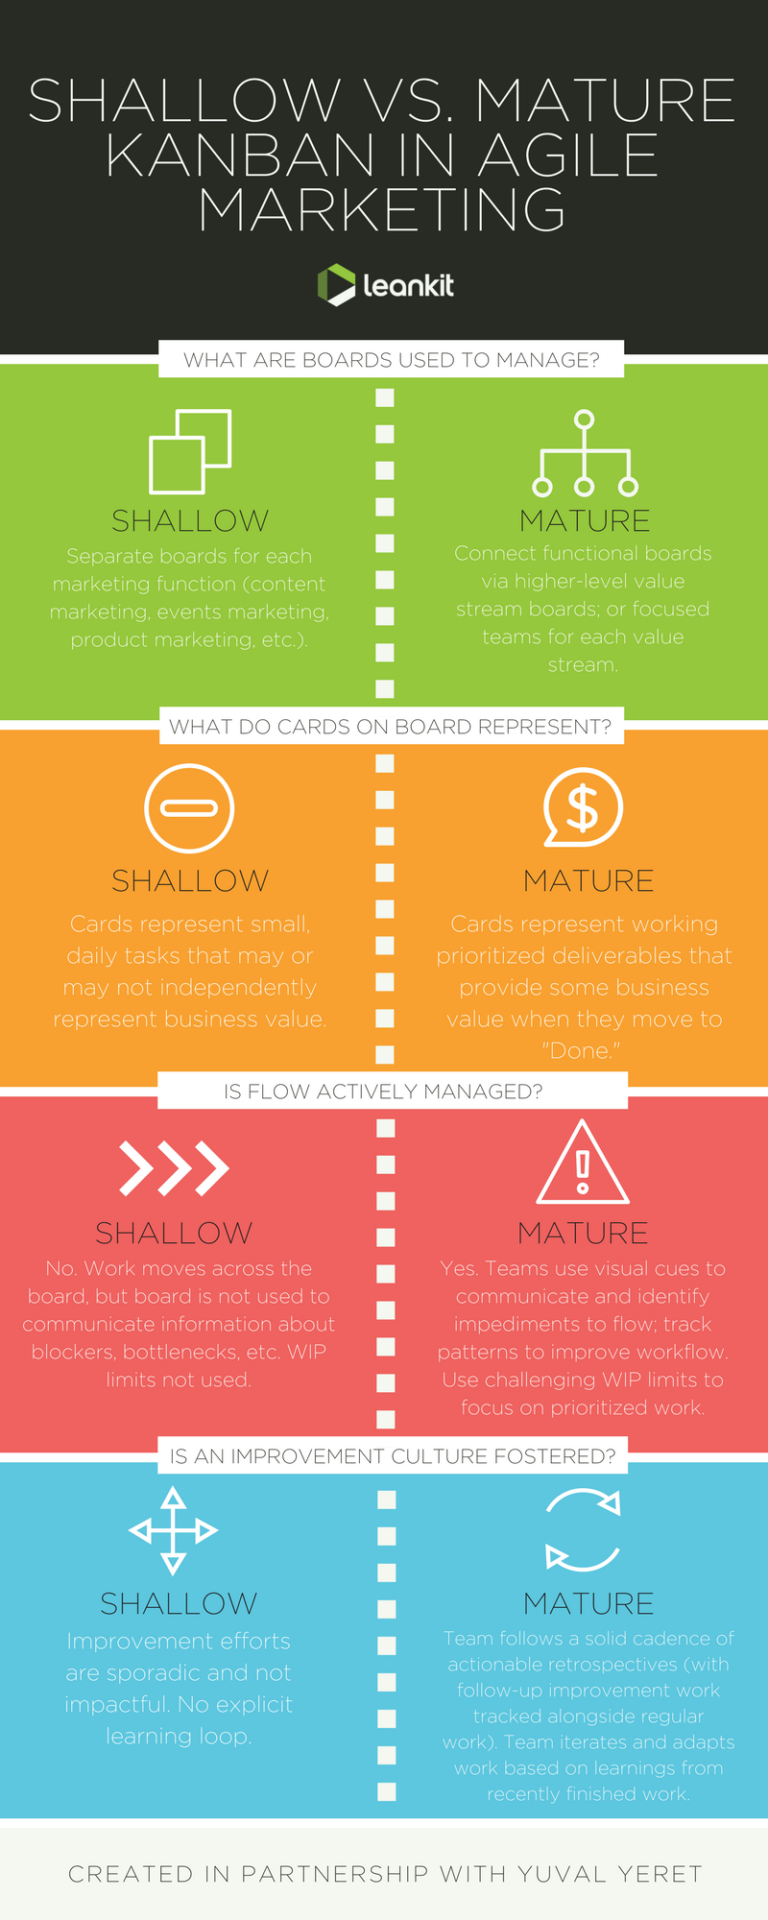 SHALLOW VS. MATURE
KANBAN IN AGILE
MARKETING
leankit
WHAT ARE BOARDS USED TO MANAGE?
SHALLOW
Separate boards for each
marketing function (content
marketing, events marketing,
product marketing, etc.).
MATURE
Connect functional boards
via higher-level value
stream boards; or focused
teams for each value
stream.
WHAT DO CARDS ON BOARD REPRESENT?
SHALLOW
Cards represent small,
daily tasks that may or
may not independently
represent business value.
$
MATURE
Cards represent working
prioritized deliverables that
provide some business
value when they move to
"Done."
IS FLOW ACTIVELY MANAGED?
SHALLOW
No. Work moves across the
board, but board is not used to
communicate information about
blockers, bottlenecks, etc. WIP
limits not used.
!
MATURE
Yes. Teams use visual cues to
communicate and identify
impediments to flow; track
patterns to improve workflow.
Use challenging WIP limits to
focus on prioritized work.
IS AN IMPROVEMENT CULTURE FOSTERED?
SHALLOW
Improvement efforts
are sporadic and not
impactful. No explicit
learning loop.
MATURE
Team follows a solid cadence of
actionable retrospectives (with
follow-up improvement work
tracked alongside regular
work). Team iterates and adapts
work based on learnings from
recently finished work.
CREATED IN PARTNERSHIP WITH YUVAL YERET